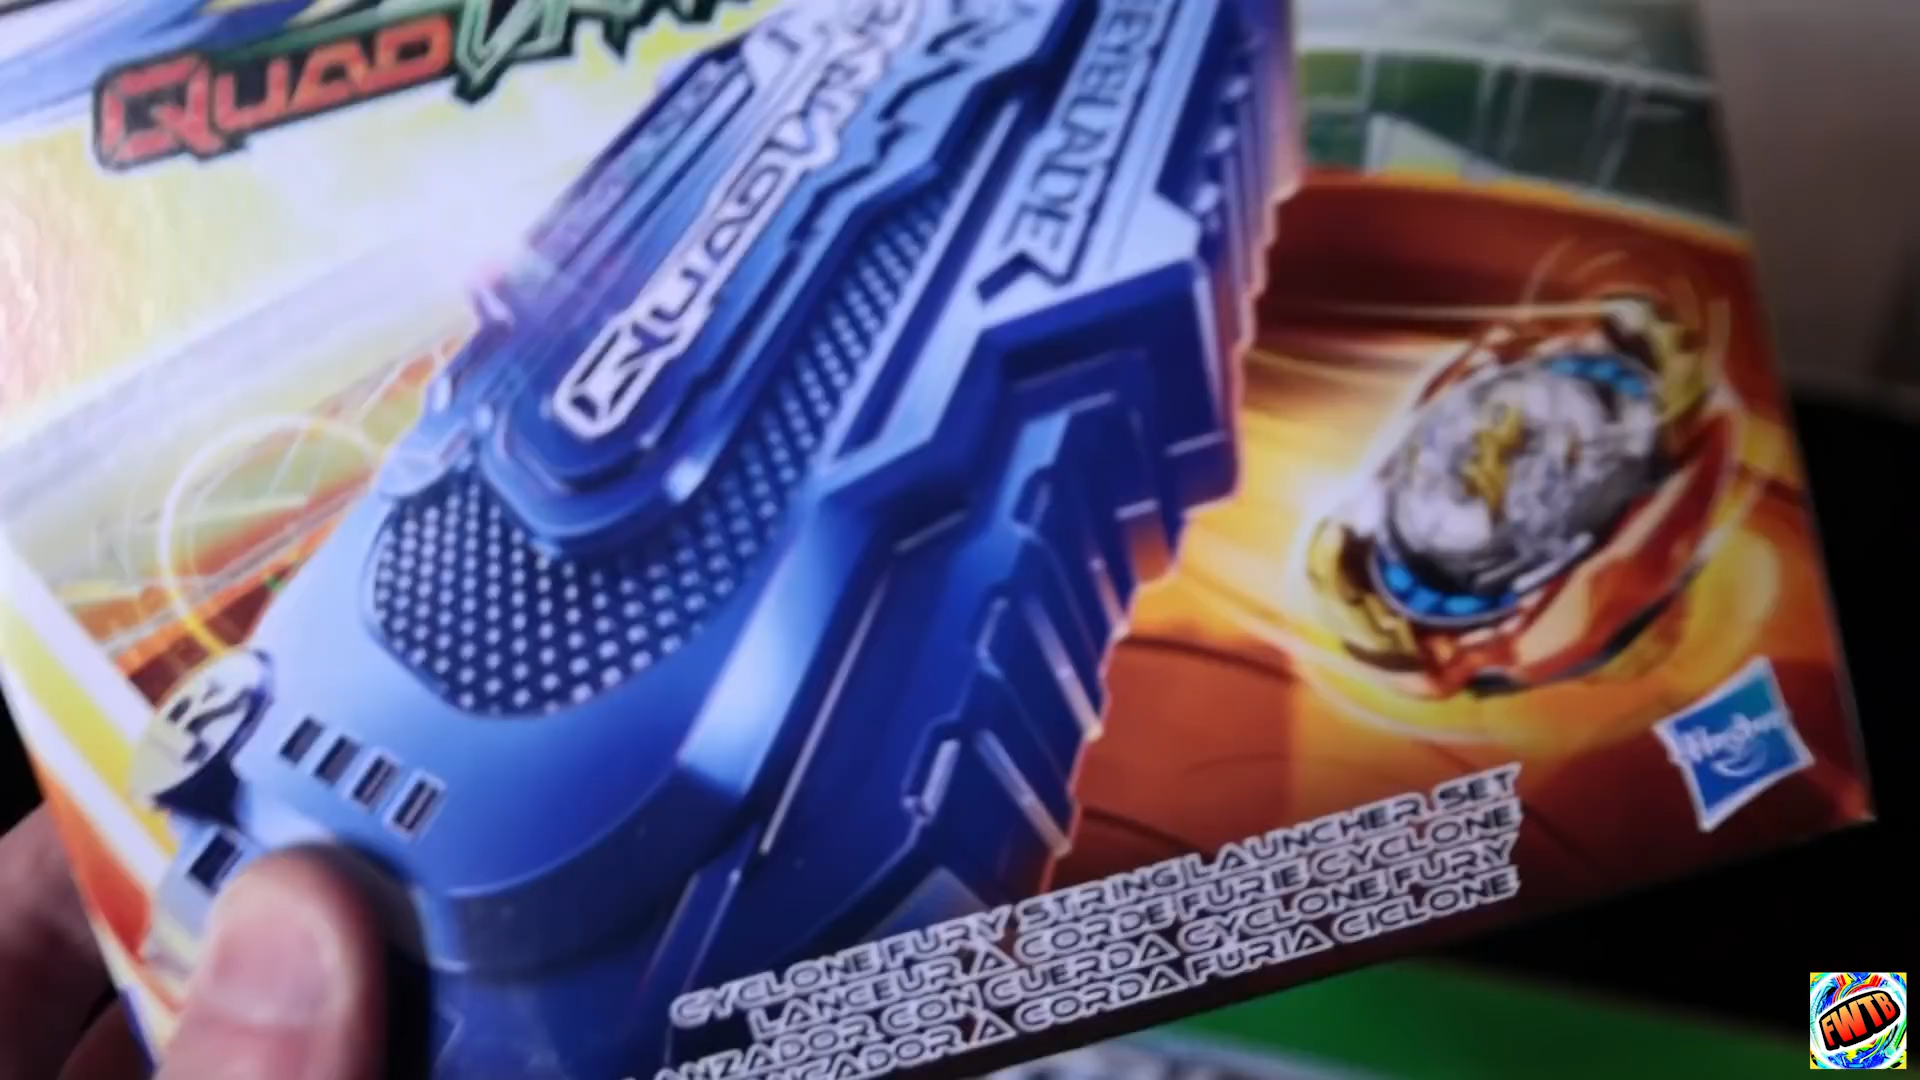 QUAD
QUAD
BEYBLADE
Hasbro
CYCLONE FURY STRING LAUNCHER SET
LANCEUR À CORDE FURIE CYCLONE
LANZADOR CON CUERDA CYCLONE FURY
LANÇADOR A CORDA FÚRIA CICLONE
FWTB